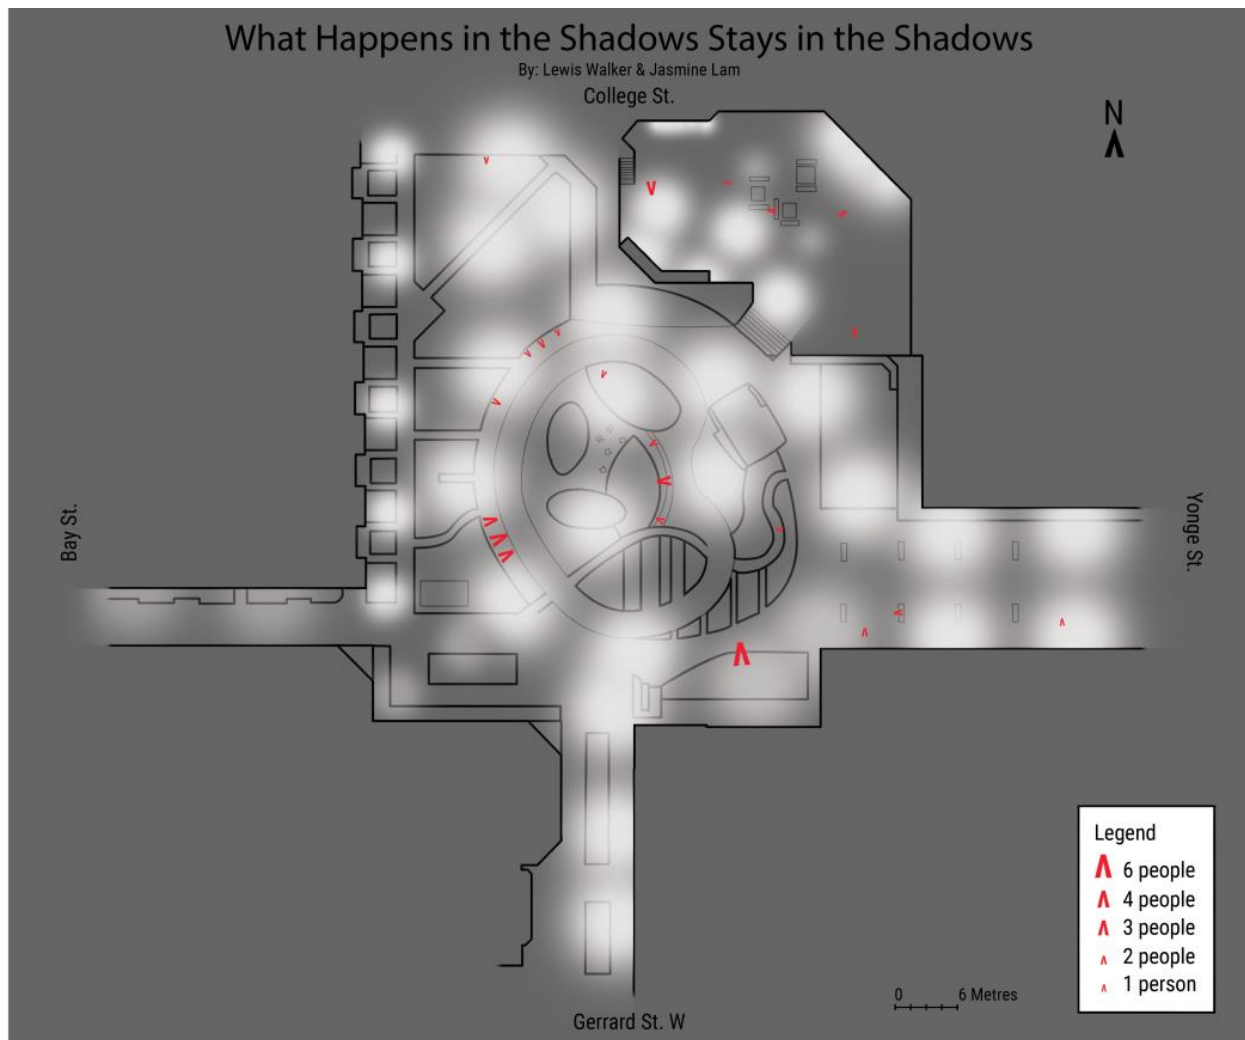 What Happens in the Shadows Stays in the Shadows
By: Lewis Walker & Jasmine Lam
College St.
N
Bay St.
Yonge St.
Legend
6 people
4 people
3 people
2 people
1 person
0 6 Metres
Gerrard St. W